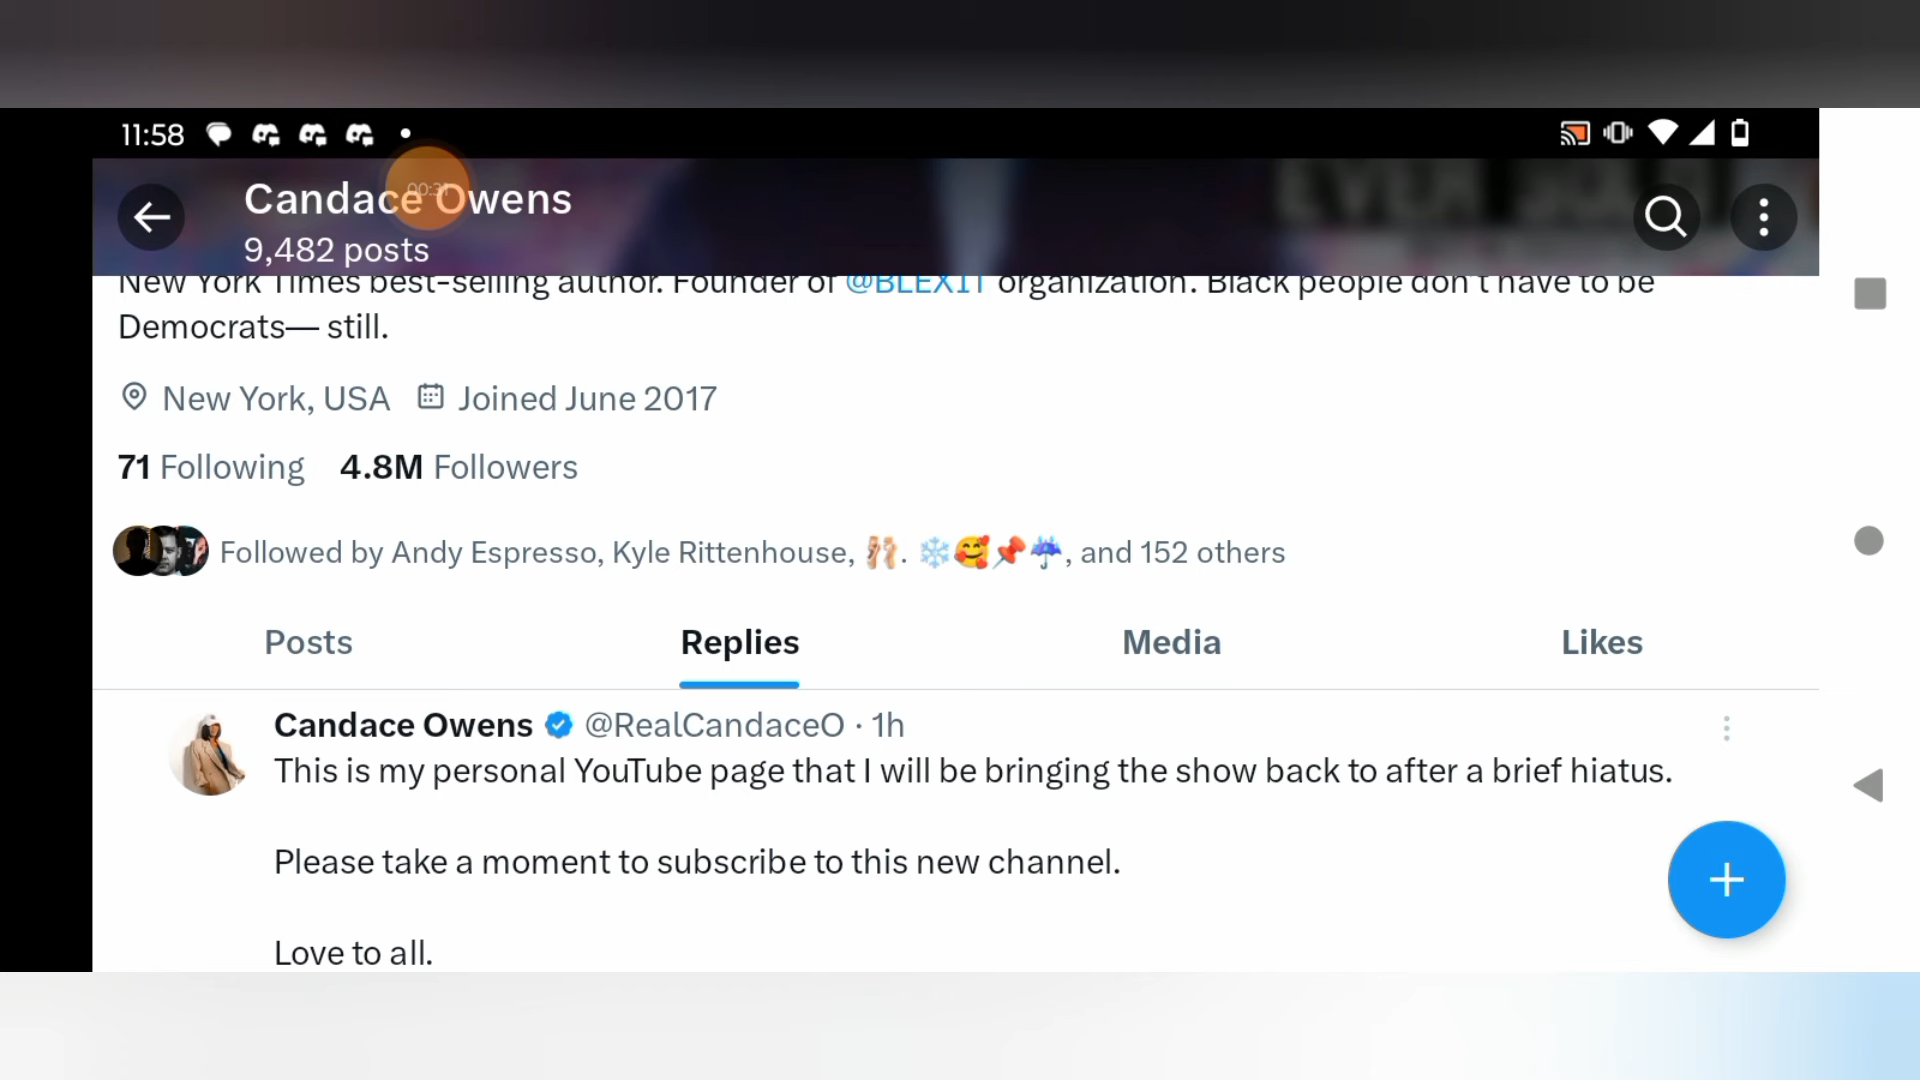 11:58
00:31
Candace Owens
9,482 posts
New York Times best-selling author. Founder of @BLEXIT organization. Black people don't have to be
Democrats— still.
New York, USA Joined June 2017
71 Following 4.8M Followers
Followed by Andy Espresso, Kyle Rittenhouse, 🩰. ❄️🥰📌☔, and 152 others
Posts Replies Media Likes
Candace Owens @RealCandaceO · 1h
This is my personal YouTube page that I will be bringing the show back to after a brief hiatus.
Please take a moment to subscribe to this new channel.
Love to all.